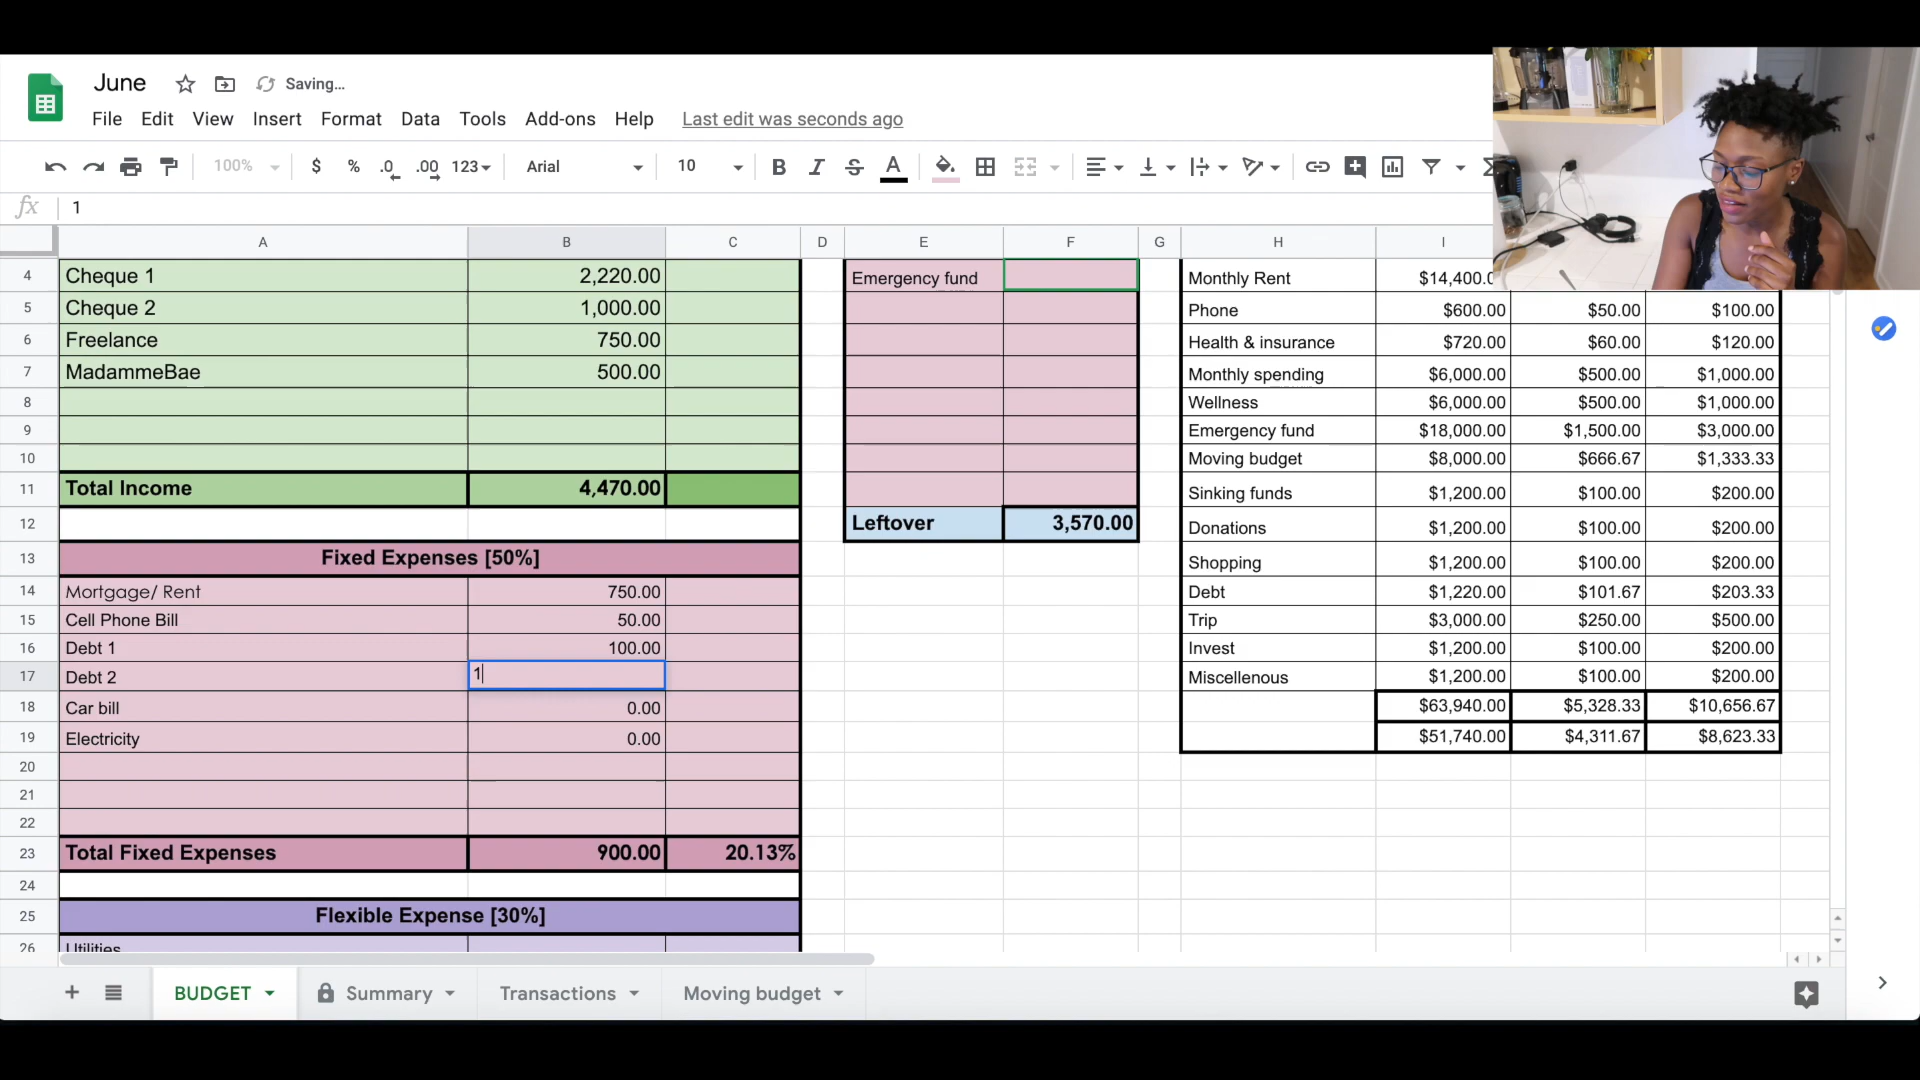 June Saving...
File Edit View Insert Format Data Tools Add-ons Help Last edit was seconds ago
100% $ % .0 .00 123 Arial 10 B I S A
fx 1
A B C D E F G H I
4 Cheque 1 2,220.00 Emergency fund Monthly Rent
5 Cheque 2 1,000.00 Phone $600.00 $50.00 $100.00
6 Freelance 750.00 Health & insurance $720.00 $60.00 $120.00
7 MadammeBae 500.00 Monthly spending $6,000.00 $500.00 $1,000.00
8 Wellness $6,000.00 $500.00 $1,000.00
9 Emergency fund $18,000.00 $1,500.00 $3,000.00
10 Moving budget $8,000.00 $666.67 $1,333.33
11 Total Income 4,470.00 Sinking funds $1,200.00 $100.00 $200.00
12 Leftover 3,570.00 Donations $1,200.00 $100.00 $200.00
13 Fixed Expenses [50%] Shopping $1,200.00 $100.00 $200.00
14 Mortgage/ Rent 750.00 Debt $1,220.00 $101.67 $203.33
15 Cell Phone Bill 50.00 Trip $3,000.00 $250.00 $500.00
16 Debt 1 100.00 Invest $1,200.00 $100.00 $200.00
17 Debt 2 1 Miscellenous $1,200.00 $100.00 $200.00
18 Car bill 0.00 $63,940.00 $5,328.33 $10,656.67
19 Electricity 0.00 $51,740.00 $4,311.67 $8,623.33
20
21
22
23 Total Fixed Expenses 900.00 20.13%
24
25 Flexible Expense [30%]
26 Utilities
BUDGET Summary Transactions Moving budget